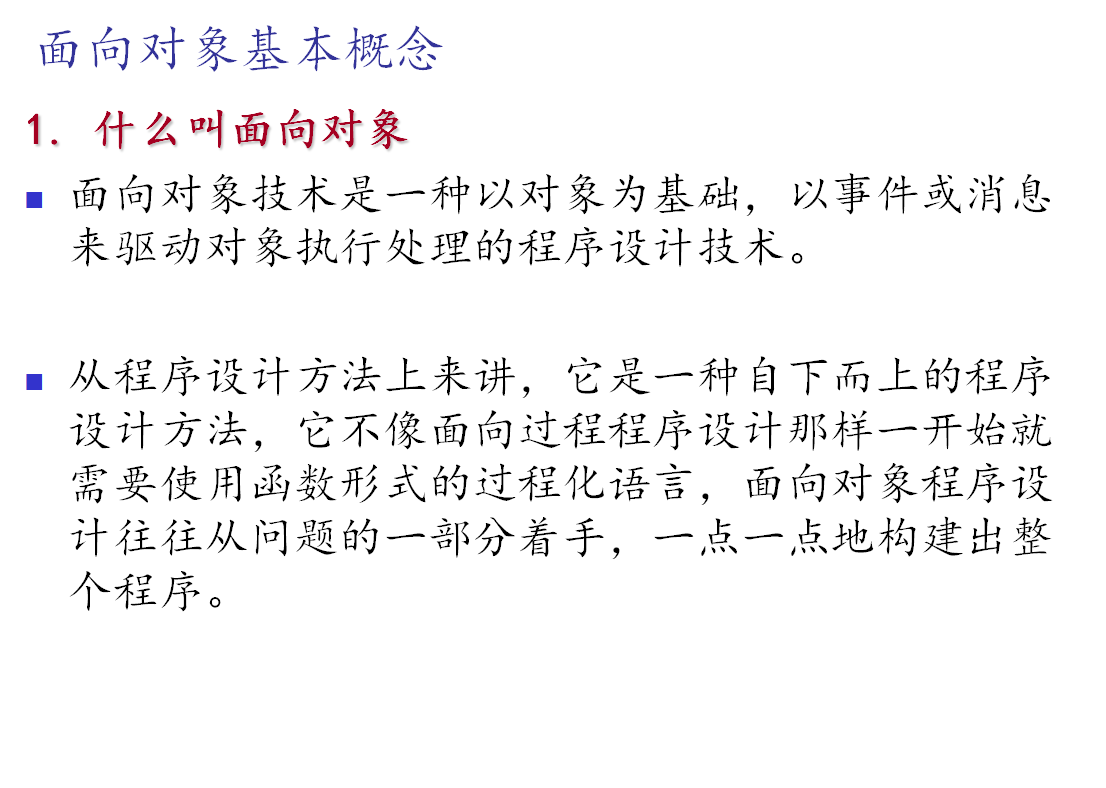 面向对象基本概念
1. 什么叫面向对象
面向对象技术是一种以对象为基础，以事件或消息
来驱动对象执行处理的程序设计技术。
从程序设计方法上来讲，它是一种自下而上的程序
设计方法，它不像面向过程程序设计那样一开始就
需要使用函数形式的过程化语言，面向对象程序设
计往往从问题的一部分着手，一点一点地构建出整
个程序。